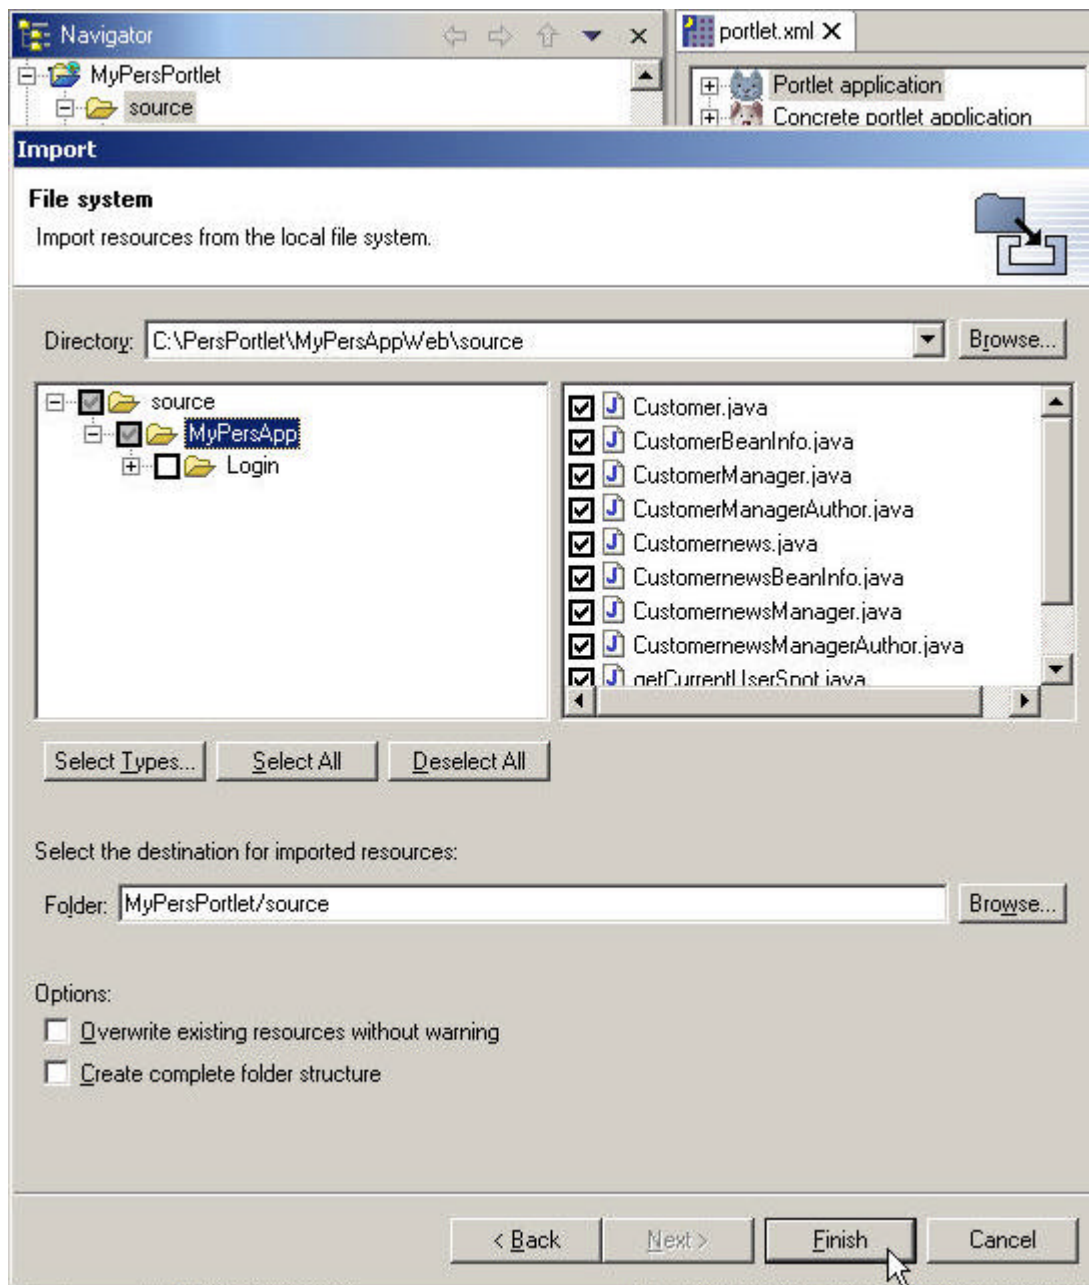 Navigator
portlet.xml
MyPersPortlet
source
Portlet application
Concrete portlet application
Import
File system
Import resources from the local file system.
Directory: C:\PersPortlet\MyPersAppWeb\source Browse...
source
MyPersApp
Login
Customer.java
CustomerBeanInfo.java
CustomerManager.java
CustomerManagerAuthor.java
Customernews.java
CustomernewsBeanInfo.java
CustomernewsManager.java
CustomernewsManagerAuthor.java
getCurrentUserSpot.java
Select Types... Select All Deselect All
Select the destination for imported resources:
Folder: MyPersPortlet/source Browse...
Options:
Overwrite existing resources without warning
Create complete folder structure
< Back Next > Finish Cancel